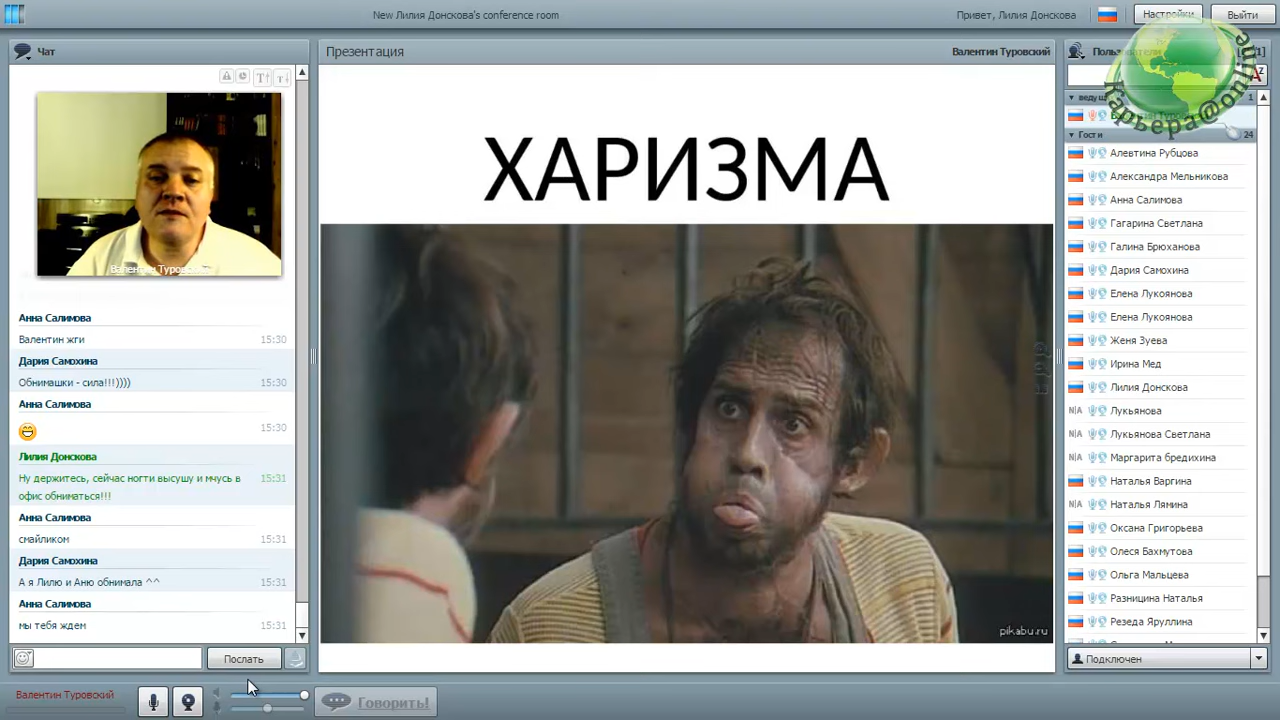 New Лилия Донскова's conference room
Привет, Лилия Донскова
Настройки
Выйти
Чат
Валентин Туровский
Анна Салимова
Валентин жги
15:30
Дария Самохина
Обнимашки - сила!!!))))
15:30
Анна Салимова
15:30
Лилия Донскова
Ну держитесь, сейчас ногти высушу и мчусь в
офис обниматься!!!
15:31
Анна Салимова
смайликом
15:31
Дария Самохина
А я Лилю и Аню обнимала ^^
15:31
Анна Салимова
мы тебя ждем
15:31
Послать
Валентин Туровский
Говорить!
Презентация
Валентин Туровский
ХАРИЗМА
pikabu.ru
Карьера@online
Гости
24
Алевтина Рубцова
Александра Мельникова
Анна Салимова
Гагарина Светлана
Галина Брюханова
Дария Самохина
Елена Лукоянова
Елена Лукоянова
Женя Зуева
Ирина Мед
Лилия Донскова
N/A Лукьянова
N/A Лукьянова Светлана
N/A Маргарита бредихина
Наталья Варгина
N/A Наталья Лямина
Оксана Григорьева
Олеся Бахмутова
Ольга Мальцева
Разницина Наталья
Резеда Яруллина
Подключен